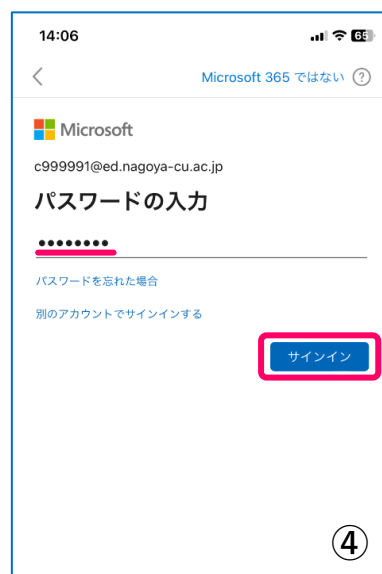 14:06
65
Microsoft 365 ではない ?
Microsoft
c999991@ed.nagoya-cu.ac.jp
パスワードの入力
••••••••
パスワードを忘れた場合
別のアカウントでサインインする
サインイン
④